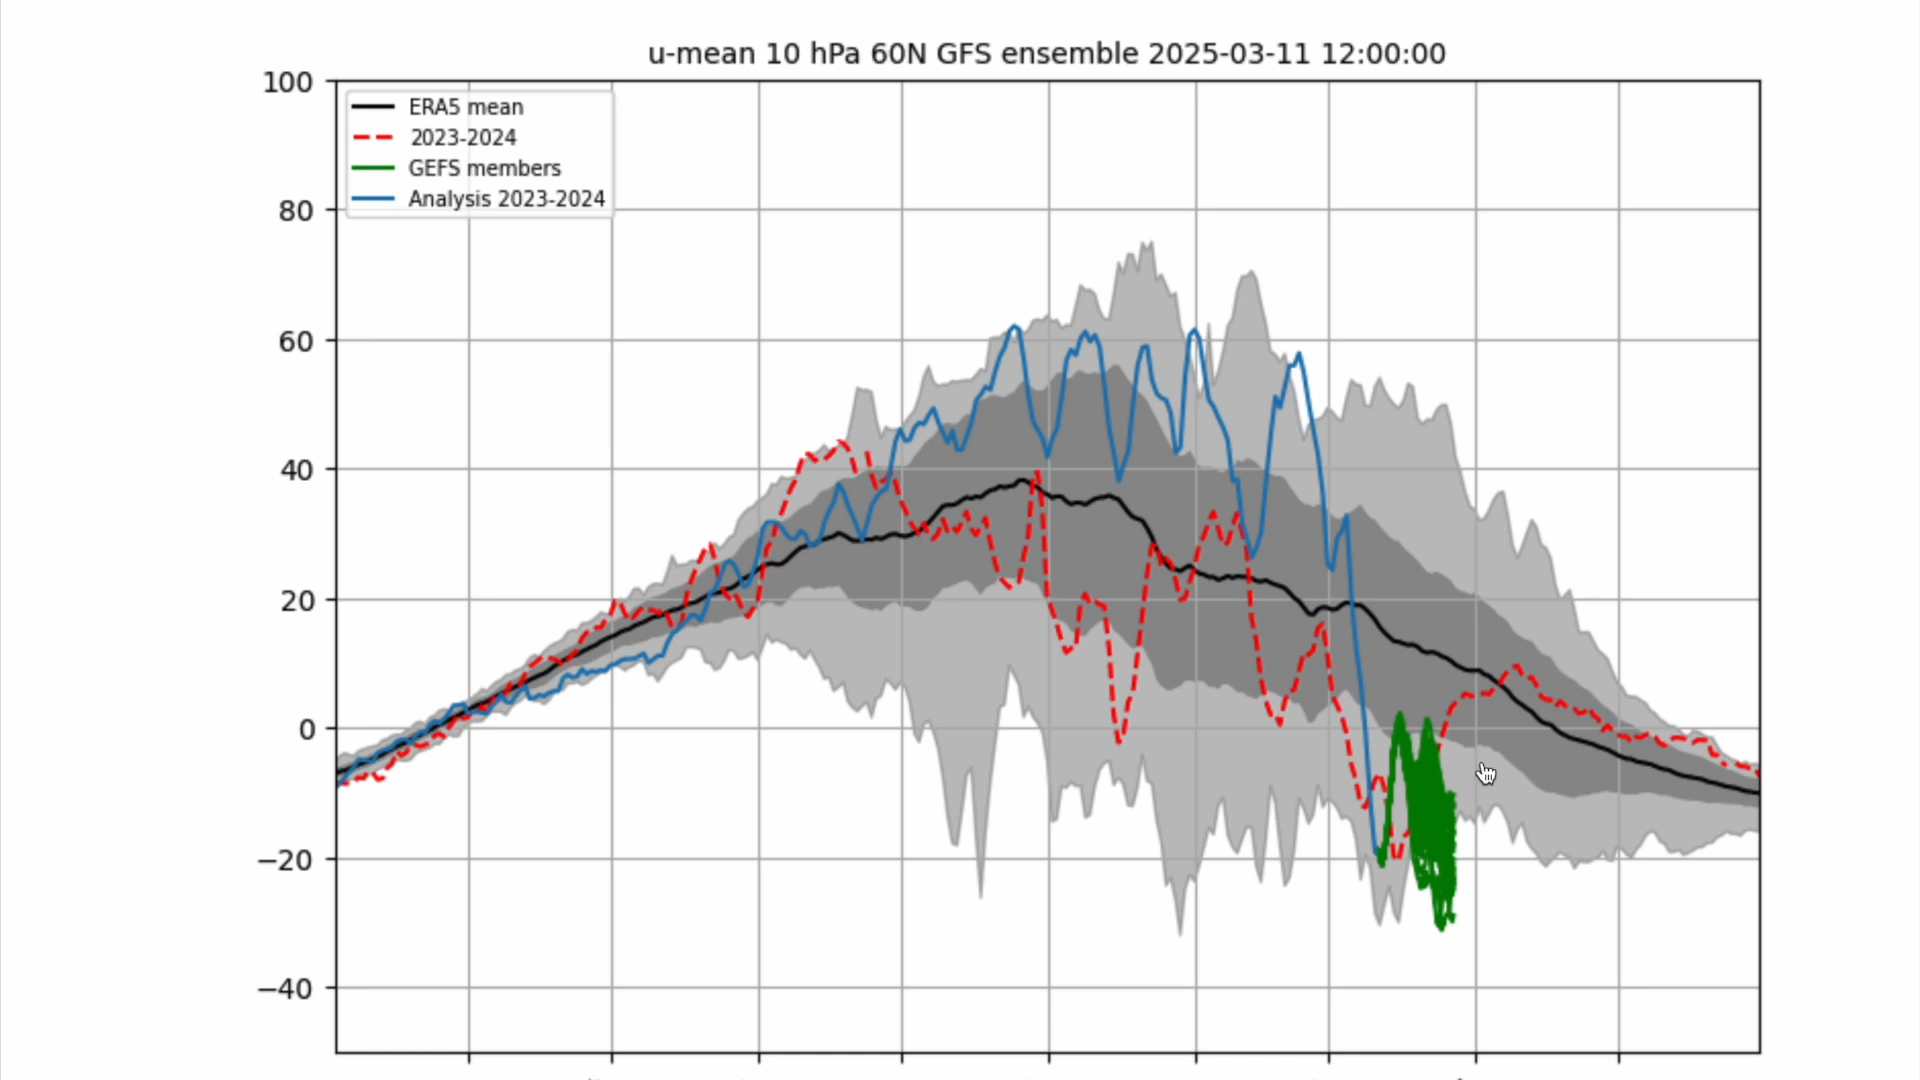 u-mean 10 hPa 60N GFS ensemble 2025-03-11 12:00:00
100
80
60
40
20
0
−20
−40
ERA5 mean
2023-2024
GEFS members
Analysis 2023-2024